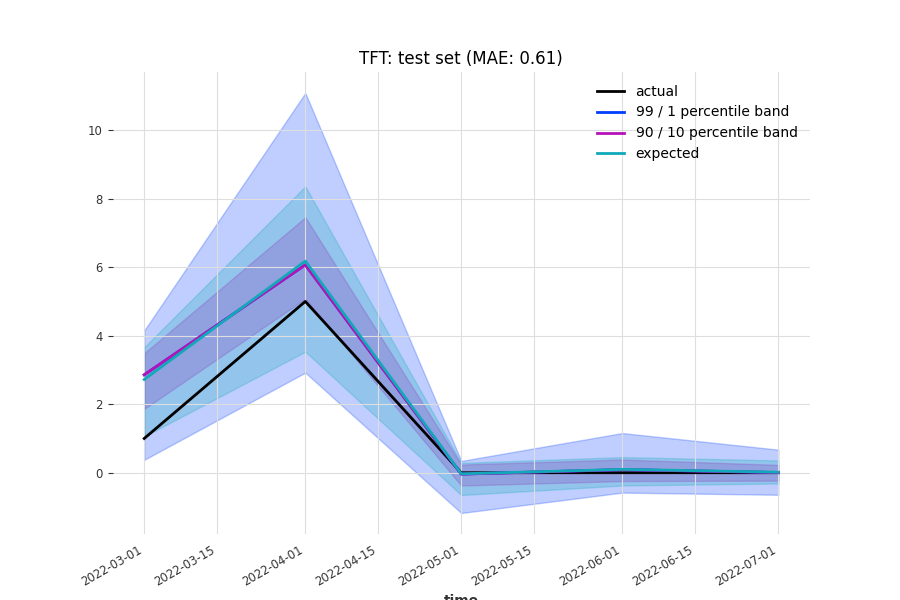 TFT: test set (MAE: 0.61)
actual
99 / 1 percentile band
90 / 10 percentile band
expected
10
8
6
4
2
0
2022-03-01
2022-03-15
2022-04-01
2022-04-15
2022-05-01
2022-05-15
2022-06-01
2022-06-15
2022-07-01
time